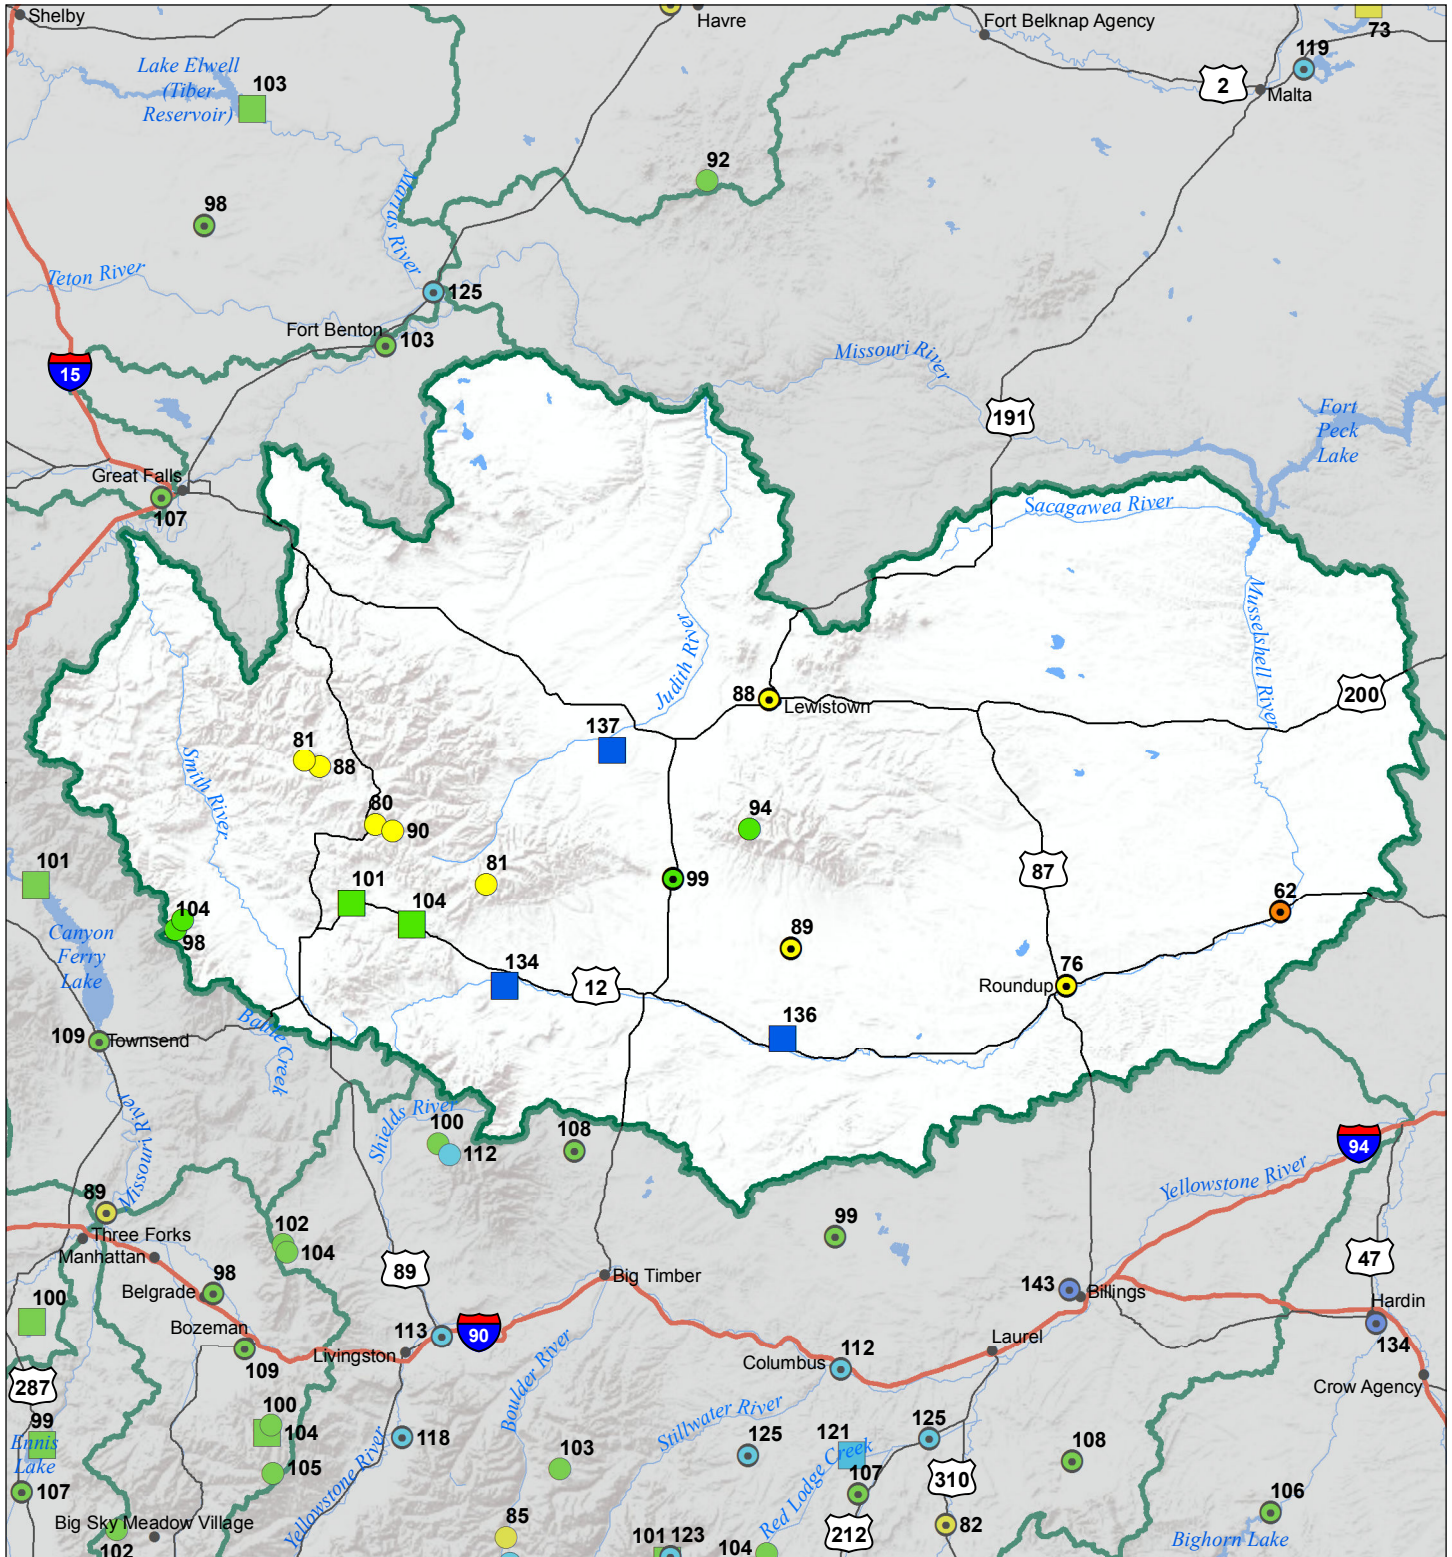 Shelby
Havre
Fort Belknap Agency
73
119
2
Malta
Lake Elwell
(Tiber
Reservoir)
103
92
98
Marias River
Teton River
125
Fort Benton
103
Missouri River
15
191
Fort
Peck
Lake
Great Falls
107
Sacagawea River
Musselshell River
Judith River
88
Lewistown
200
137
81
88
Smith River
80
90
94
81
99
87
101
101
104
104
98
62
Canyon
Ferry
Lake
89
134
12
76
Roundup
136
Battle Creek
109
Townsend
Missouri River
Shields River
100
112
108
94
Yellowstone River
89
Three Forks
Manhattan
102
104
99
89
47
Big Timber
98
Belgrade
143
Billings
Hardin
100
Bozeman
109
113
90
Livingston
134
Laurel
Columbus
112
Crow Agency
287
Boulder River
99
Ennis
Lake
100
104
105
118
Yellowstone River
Stillwater River
125
121
125
Red Lodge Creek
103
107
310
108
107
106
Big Sky Meadow Village
102
85
101
123
104
212
82
Bighorn Lake